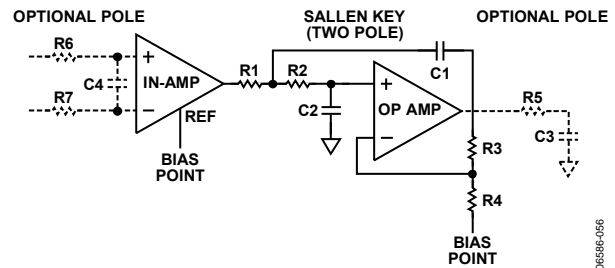 OPTIONAL POLE
SALLEN KEY
(TWO POLE)
OPTIONAL POLE
R6
C4
R7
+
–
IN-AMP
REF
BIAS
POINT
R1
R2
C2
C1
+
–
OP AMP
R5
C3
R3
R4
BIAS
POINT
06586-056